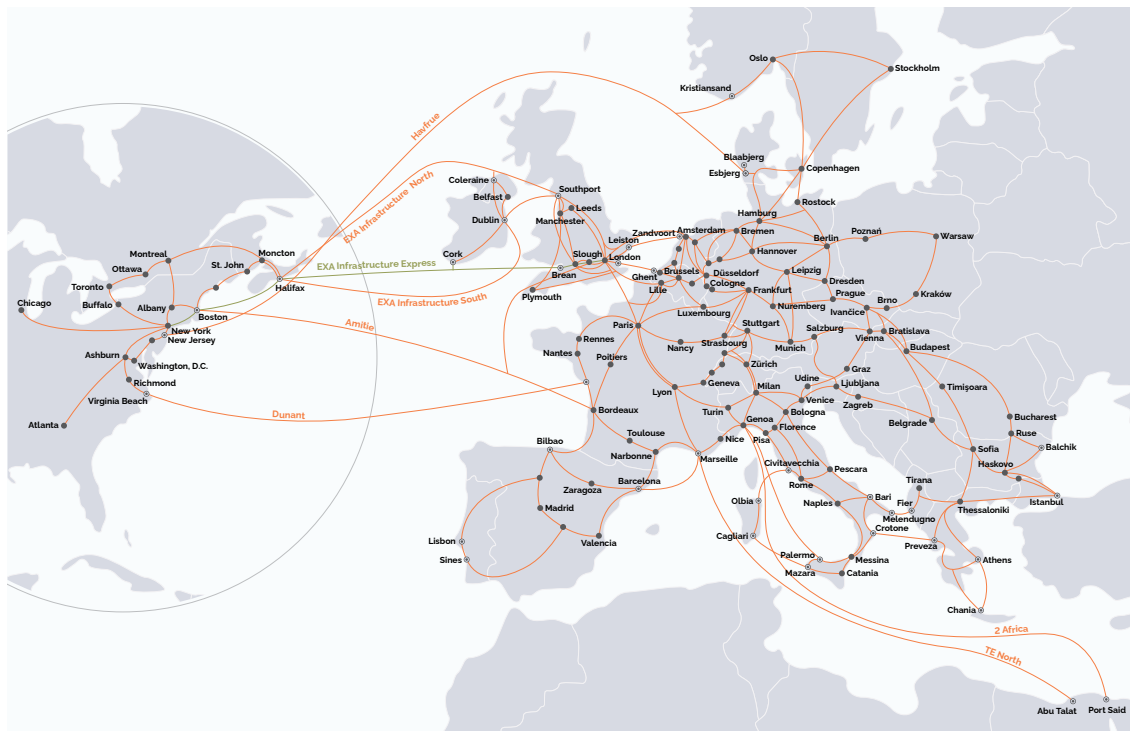 Oslo
Stockholm
Kristiansand
Havfrue
Blaabjerg
Esbjerg
Copenhagen
Coleraine
Belfast
Southport
Leeds
Manchester
Dublin
Rostock
Hamburg
EXA Infrastructure North
Leiston
Zandvoort
Amsterdam
Bremen
Berlin
Poznań
Warsaw
Montreal
Moncton
St. John
Ottawa
Cork
EXA Infrastructure Express
Slough
London
Brean
Hannover
Ghent
Brussels
Düsseldorf
Leipzig
Toronto
Halifax
Plymouth
Lille
Cologne
Frankfurt
Dresden
Prague
Kraków
Chicago
Buffalo
Albany
Boston
EXA Infrastructure South
Luxembourg
Nuremberg
Ivančice
Brno
Amitie
New York
New Jersey
Paris
Rennes
Nancy
Strasbourg
Stuttgart
Munich
Salzburg
Vienna
Bratislava
Budapest
Ashburn
Washington, D.C.
Nantes
Poitiers
Zürich
Graz
Richmond
Virginia Beach
Lyon
Geneva
Milan
Udine
Ljubljana
Timișoara
Venice
Zagreb
Atlanta
Dunant
Bordeaux
Turin
Genoa
Bologna
Florence
Belgrade
Bucharest
Ruse
Balchik
Bilbao
Toulouse
Narbonne
Nice
Pisa
Marseille
Sofia
Haskovo
Civitavecchia
Pescara
Zaragoza
Barcelona
Rome
Tirana
Istanbul
Madrid
Olbia
Naples
Bari
Fier
Thessaloniki
Melendugno
Crotone
Lisbon
Valencia
Cagliari
Preveza
Sines
Palermo
Mazara
Messina
Catania
Athens
Chania
2 Africa
TE North
Abu Talat
Port Said